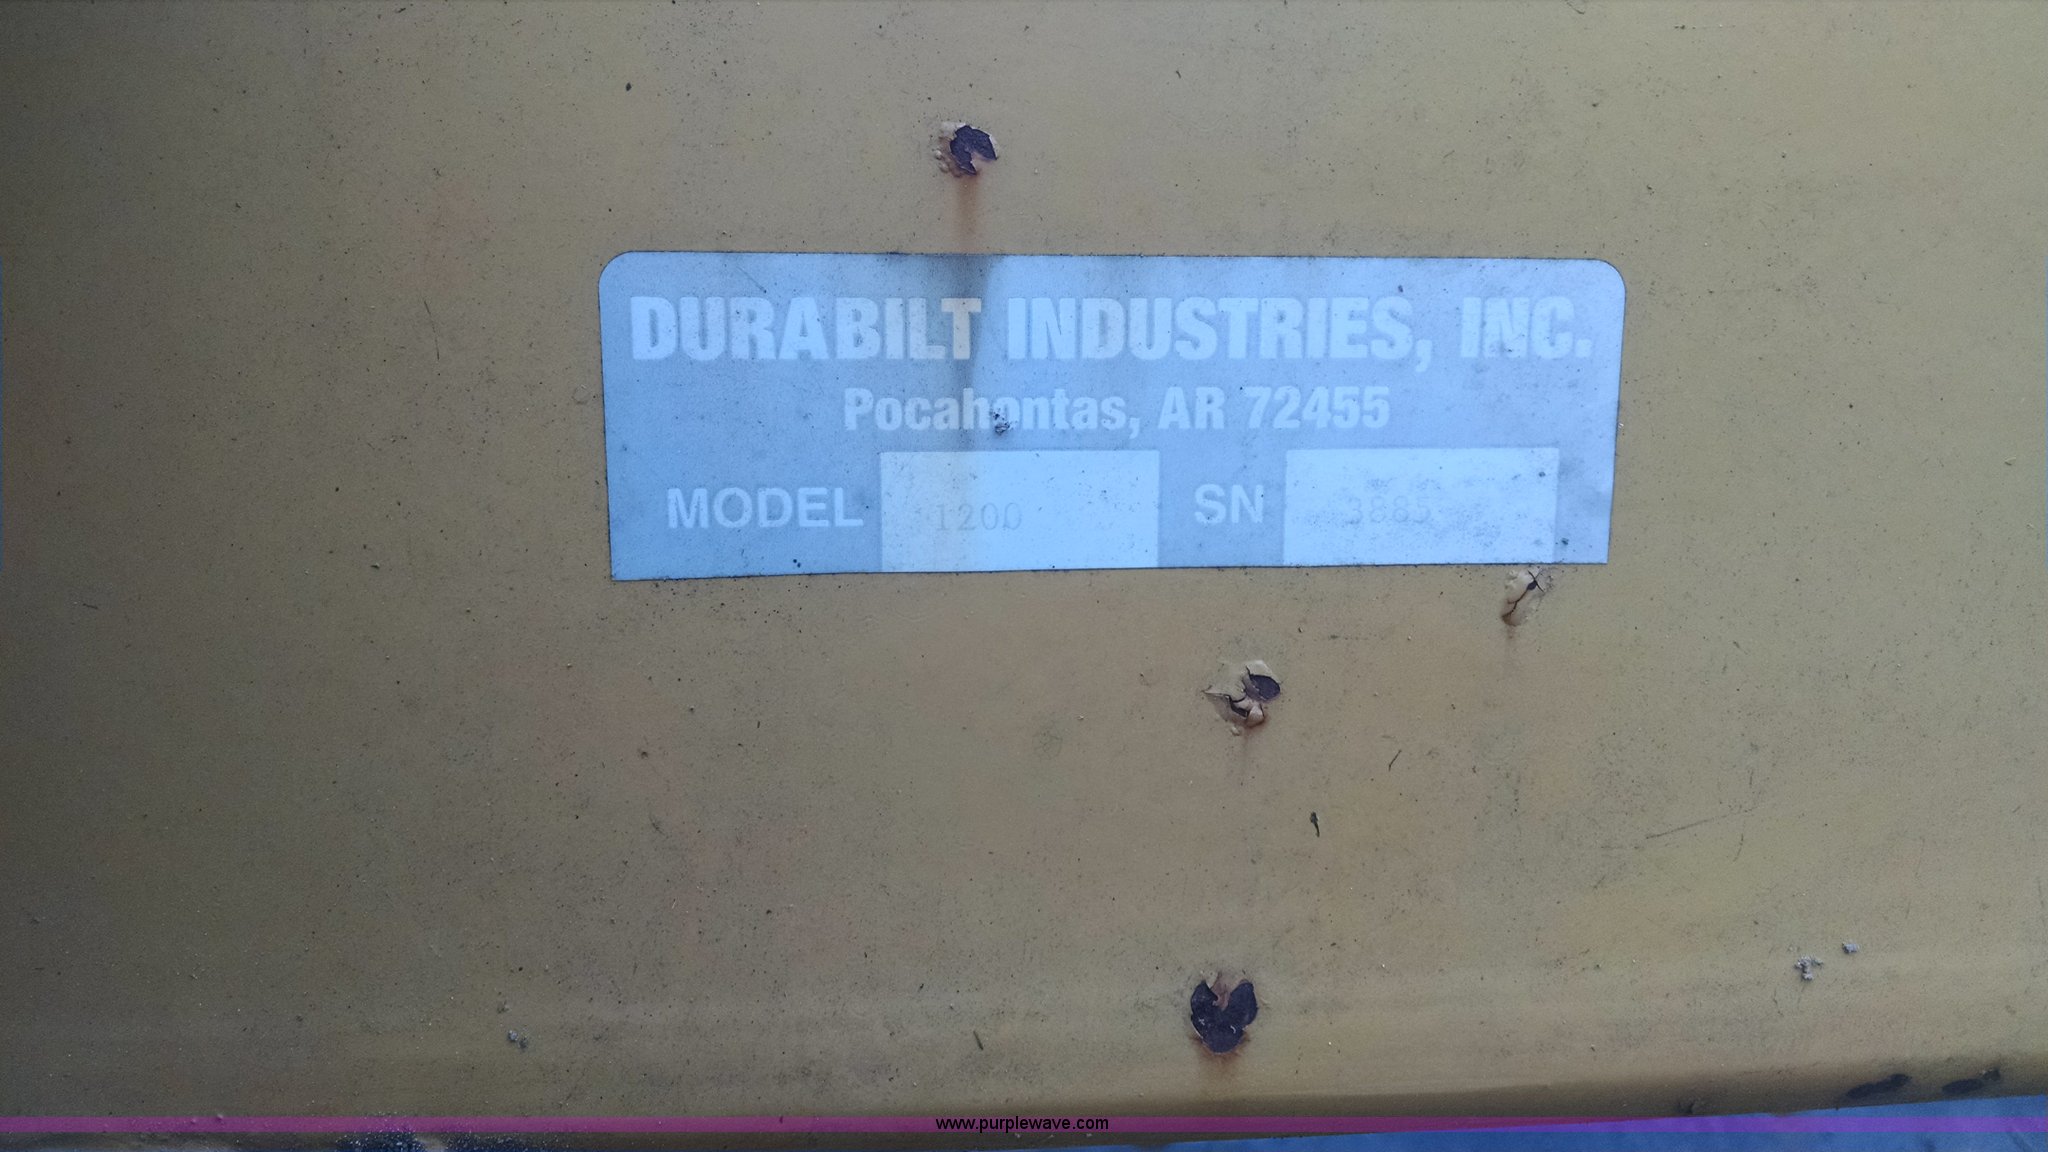 DURABILT INDUSTRIES, INC.
Pocahontas, AR 72455
MODEL 1200 SN 3885
www.purplewave.com